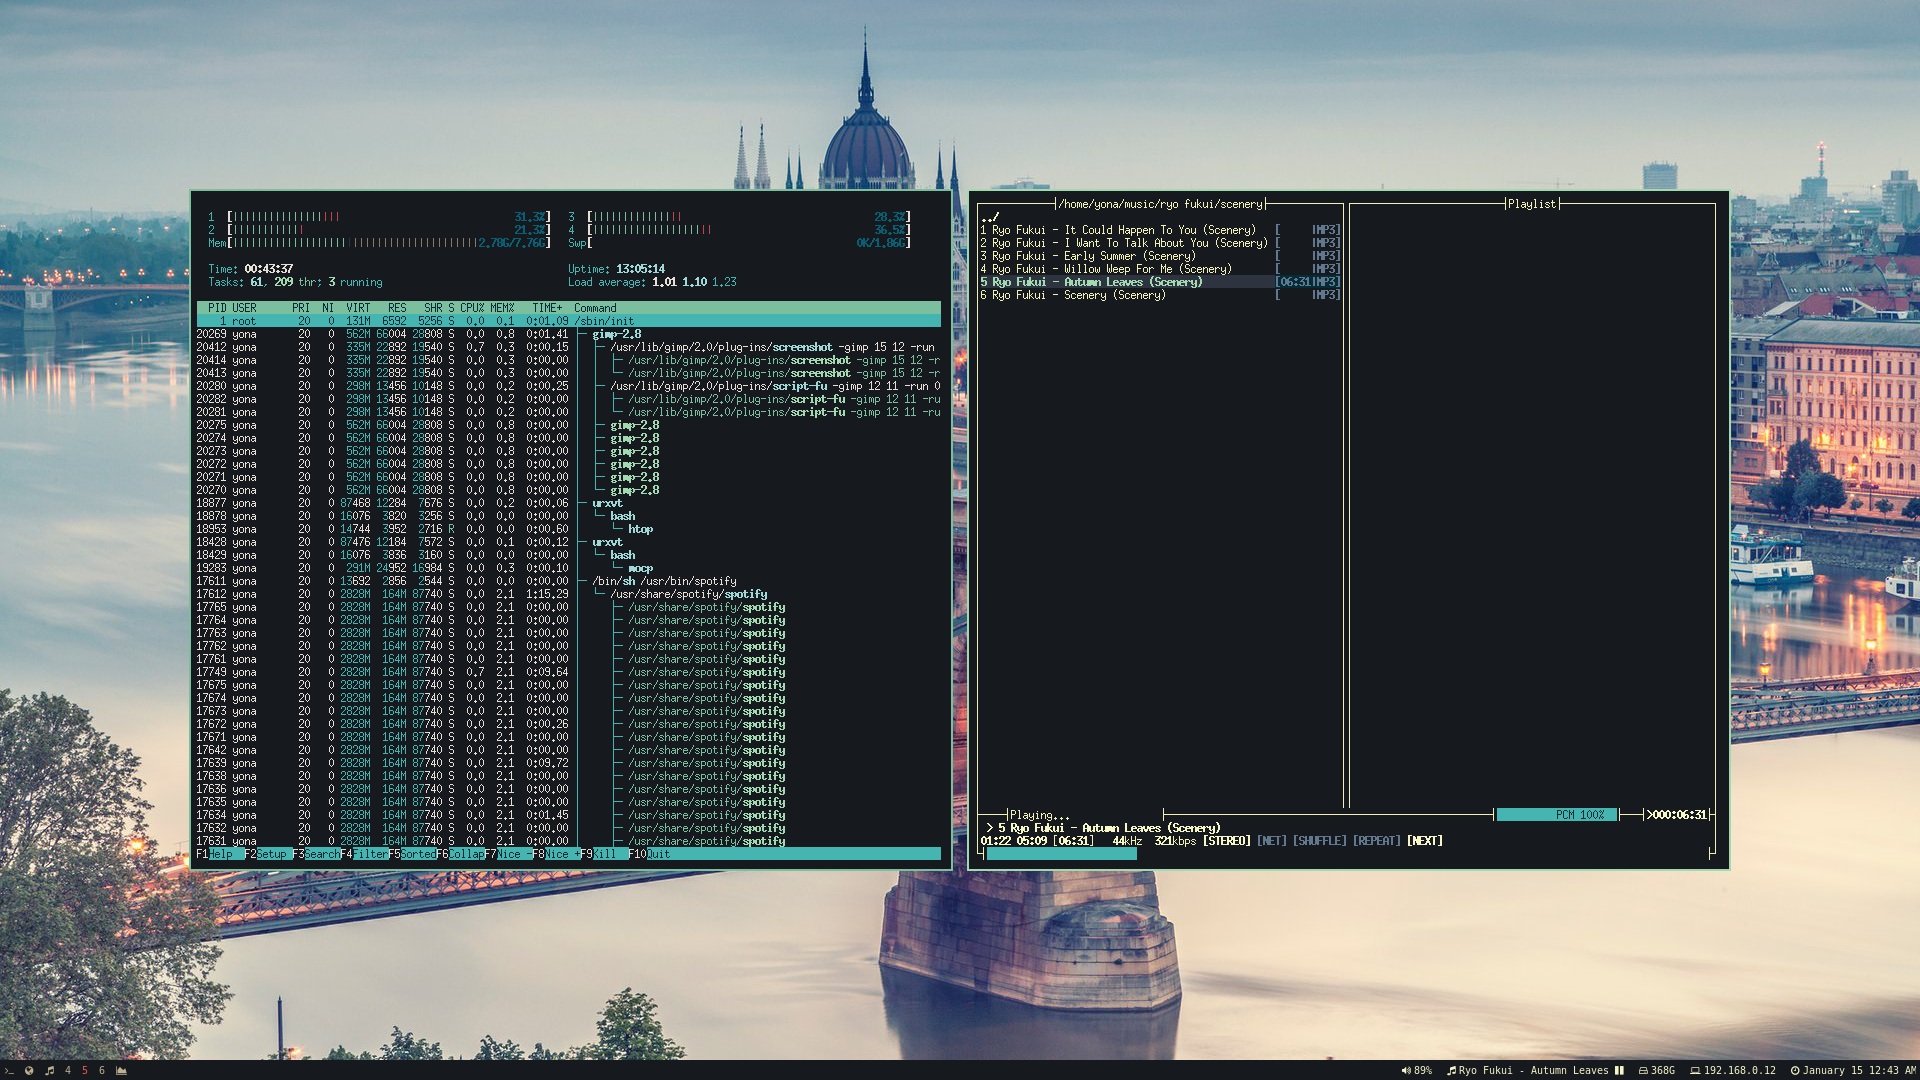 1 [ 31.3%] 3 [ 28.3%]
2 [ 21.3%] 4 [ 36.5%]
Mem[ 2.78G/7.76G] Swp[ 0K/1.86G]
Time: 00:43:37 Uptime: 13:05:14
Tasks: 61, 209 thr; 3 running Load average: 1.01 1.10 1.23
PID USER PRI NI VIRT RES SHR S CPU% MEM% TIME+ Command
1 root 20 0 131M 6592 5256 S 0.0 0.1 0:01.09 /sbin/init
20269 yona 20 0 562M 66004 28808 S 0.0 0.8 0:01.41 ├─ gimp-2.8
20412 yona 20 0 335M 22892 19540 S 0.7 0.3 0:00.15 │ ├─ /usr/lib/gimp/2.0/plug-ins/screenshot -gimp 15 12 -run
20414 yona 20 0 335M 22892 19540 S 0.0 0.3 0:00.00 │ │ ├─ /usr/lib/gimp/2.0/plug-ins/screenshot -gimp 15 12 -r
20413 yona 20 0 335M 22892 19540 S 0.0 0.3 0:00.00 │ │ └─ /usr/lib/gimp/2.0/plug-ins/screenshot -gimp 15 12 -r
20280 yona 20 0 298M 13456 10148 S 0.0 0.2 0:00.25 │ ├─ /usr/lib/gimp/2.0/plug-ins/script-fu -gimp 12 11 -run 0
20282 yona 20 0 298M 13456 10148 S 0.0 0.2 0:00.00 │ │ ├─ /usr/lib/gimp/2.0/plug-ins/script-fu -gimp 12 11 -ru
20281 yona 20 0 298M 13456 10148 S 0.0 0.2 0:00.00 │ │ └─ /usr/lib/gimp/2.0/plug-ins/script-fu -gimp 12 11 -ru
20275 yona 20 0 562M 66004 28808 S 0.0 0.8 0:00.00 │ ├─ gimp-2.8
20274 yona 20 0 562M 66004 28808 S 0.0 0.8 0:00.00 │ ├─ gimp-2.8
20273 yona 20 0 562M 66004 28808 S 0.0 0.8 0:00.00 │ ├─ gimp-2.8
20272 yona 20 0 562M 66004 28808 S 0.0 0.8 0:00.00 │ ├─ gimp-2.8
20271 yona 20 0 562M 66004 28808 S 0.0 0.8 0:00.00 │ ├─ gimp-2.8
20270 yona 20 0 562M 66004 28808 S 0.0 0.8 0:00.00 │ └─ gimp-2.8
18877 yona 20 0 87468 12284 7676 S 0.0 0.2 0:00.06 ├─ urxvt
18878 yona 20 0 16076 3820 3256 S 0.0 0.0 0:00.00 │ └─ bash
18953 yona 20 0 14744 3952 2716 R 0.0 0.0 0:00.60 │ └─ htop
18428 yona 20 0 87476 12184 7572 S 0.0 0.1 0:00.12 ├─ urxvt
18429 yona 20 0 16076 3836 3160 S 0.0 0.0 0:00.00 │ └─ bash
19283 yona 20 0 291M 24952 16984 S 0.0 0.3 0:00.10 │ └─ mocp
17611 yona 20 0 13692 2856 2544 S 0.0 0.0 0:00.00 ├─ /bin/sh /usr/bin/spotify
17612 yona 20 0 2828M 164M 87740 S 0.0 2.1 1:15.29 │ └─ /usr/share/spotify/spotify
17765 yona 20 0 2828M 164M 87740 S 0.0 2.1 0:00.00 │ ├─ /usr/share/spotify/spotify
17764 yona 20 0 2828M 164M 87740 S 0.0 2.1 0:00.00 │ ├─ /usr/share/spotify/spotify
17763 yona 20 0 2828M 164M 87740 S 0.0 2.1 0:00.00 │ ├─ /usr/share/spotify/spotify
17762 yona 20 0 2828M 164M 87740 S 0.0 2.1 0:00.00 │ ├─ /usr/share/spotify/spotify
17761 yona 20 0 2828M 164M 87740 S 0.0 2.1 0:00.00 │ ├─ /usr/share/spotify/spotify
17749 yona 20 0 2828M 164M 87740 S 0.7 2.1 0:09.64 │ ├─ /usr/share/spotify/spotify
17675 yona 20 0 2828M 164M 87740 S 0.0 2.1 0:00.00 │ ├─ /usr/share/spotify/spotify
17674 yona 20 0 2828M 164M 87740 S 0.0 2.1 0:00.00 │ ├─ /usr/share/spotify/spotify
17673 yona 20 0 2828M 164M 87740 S 0.0 2.1 0:00.00 │ ├─ /usr/share/spotify/spotify
17672 yona 20 0 2828M 164M 87740 S 0.0 2.1 0:00.26 │ ├─ /usr/share/spotify/spotify
17671 yona 20 0 2828M 164M 87740 S 0.0 2.1 0:00.00 │ ├─ /usr/share/spotify/spotify
17642 yona 20 0 2828M 164M 87740 S 0.0 2.1 0:00.00 │ ├─ /usr/share/spotify/spotify
17639 yona 20 0 2828M 164M 87740 S 0.0 2.1 0:09.72 │ ├─ /usr/share/spotify/spotify
17638 yona 20 0 2828M 164M 87740 S 0.0 2.1 0:00.00 │ ├─ /usr/share/spotify/spotify
17636 yona 20 0 2828M 164M 87740 S 0.0 2.1 0:00.00 │ ├─ /usr/share/spotify/spotify
17635 yona 20 0 2828M 164M 87740 S 0.0 2.1 0:00.00 │ ├─ /usr/share/spotify/spotify
17634 yona 20 0 2828M 164M 87740 S 0.0 2.1 0:01.45 │ ├─ /usr/share/spotify/spotify
17632 yona 20 0 2828M 164M 87740 S 0.0 2.1 0:00.00 │ ├─ /usr/share/spotify/spotify
17631 yona 20 0 2828M 164M 87740 S 0.0 2.1 0:00.00 │ ├─ /usr/share/spotify/spotify
F1Help F2Setup F3SearchF4FilterF5SortedF6CollapF7Nice -F8Nice +F9Kill F10Quit
/home/yona/music/ryo fukui/scenery
../
1 Ryo Fukui - It Could Happen To You (Scenery) [ |MP3]
2 Ryo Fukui - I Want To Talk About You (Scenery) [ |MP3]
3 Ryo Fukui - Early Summer (Scenery) [ |MP3]
4 Ryo Fukui - Willow Weep For Me (Scenery) [ |MP3]
5 Ryo Fukui - Autumn Leaves (Scenery) [06:31|MP3]
6 Ryo Fukui - Scenery (Scenery) [ |MP3]
Playlist
Playing... PCM 100% >000:06:31
> 5 Ryo Fukui - Autumn Leaves (Scenery)
01:22 05:09 [06:31] 44kHz 321kbps [STEREO] [NET] [SHUFFLE] [REPEAT] [NEXT]
>_ 4 5 6 89% Ryo Fukui - Autumn Leaves 368G 192.168.0.12 January 15 12:43 AM